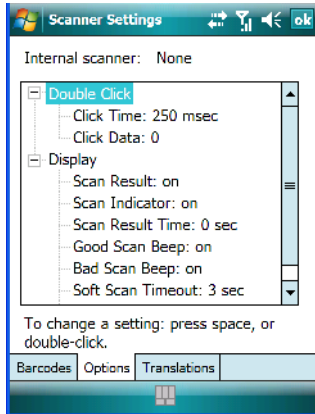 Scanner Settings ok
Internal scanner: None
Double Click
Click Time: 250 msec
Click Data: 0
Display
Scan Result: on
Scan Indicator: on
Scan Result Time: 0 sec
Good Scan Beep: on
Bad Scan Beep: on
Soft Scan Timeout: 3 sec
To change a setting: press space, or
double-click.
Barcodes Options Translations